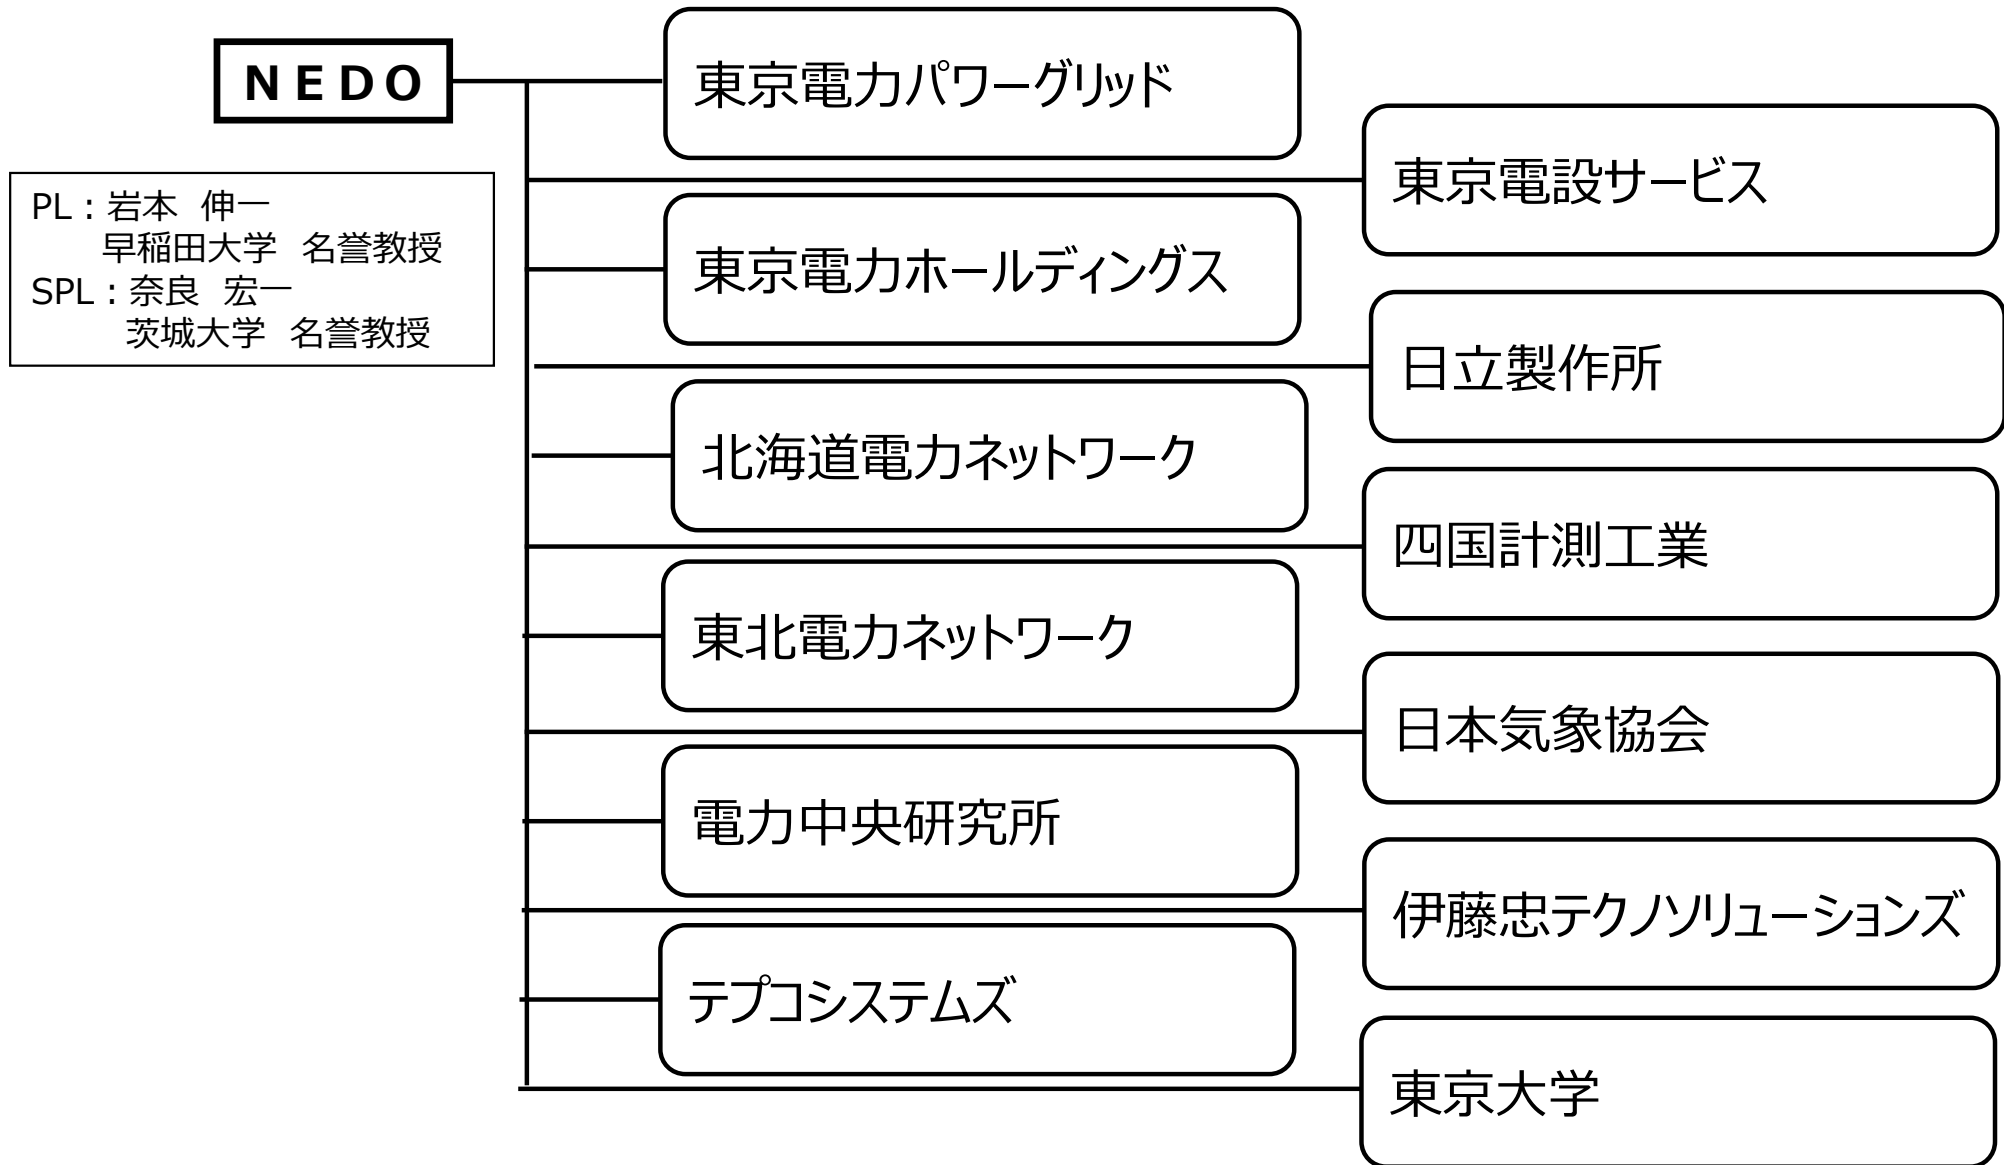 NEDO
PL：岩本　伸一
早稲田大学　名誉教授
SPL：奈良　宏一
茨城大学　名誉教授
東京電力パワーグリッド
東京電設サービス
東京電力ホールディングス
日立製作所
北海道電力ネットワーク
四国計測工業
東北電力ネットワーク
日本気象協会
電力中央研究所
伊藤忠テクノソリューションズ
テプコシステムズ
東京大学